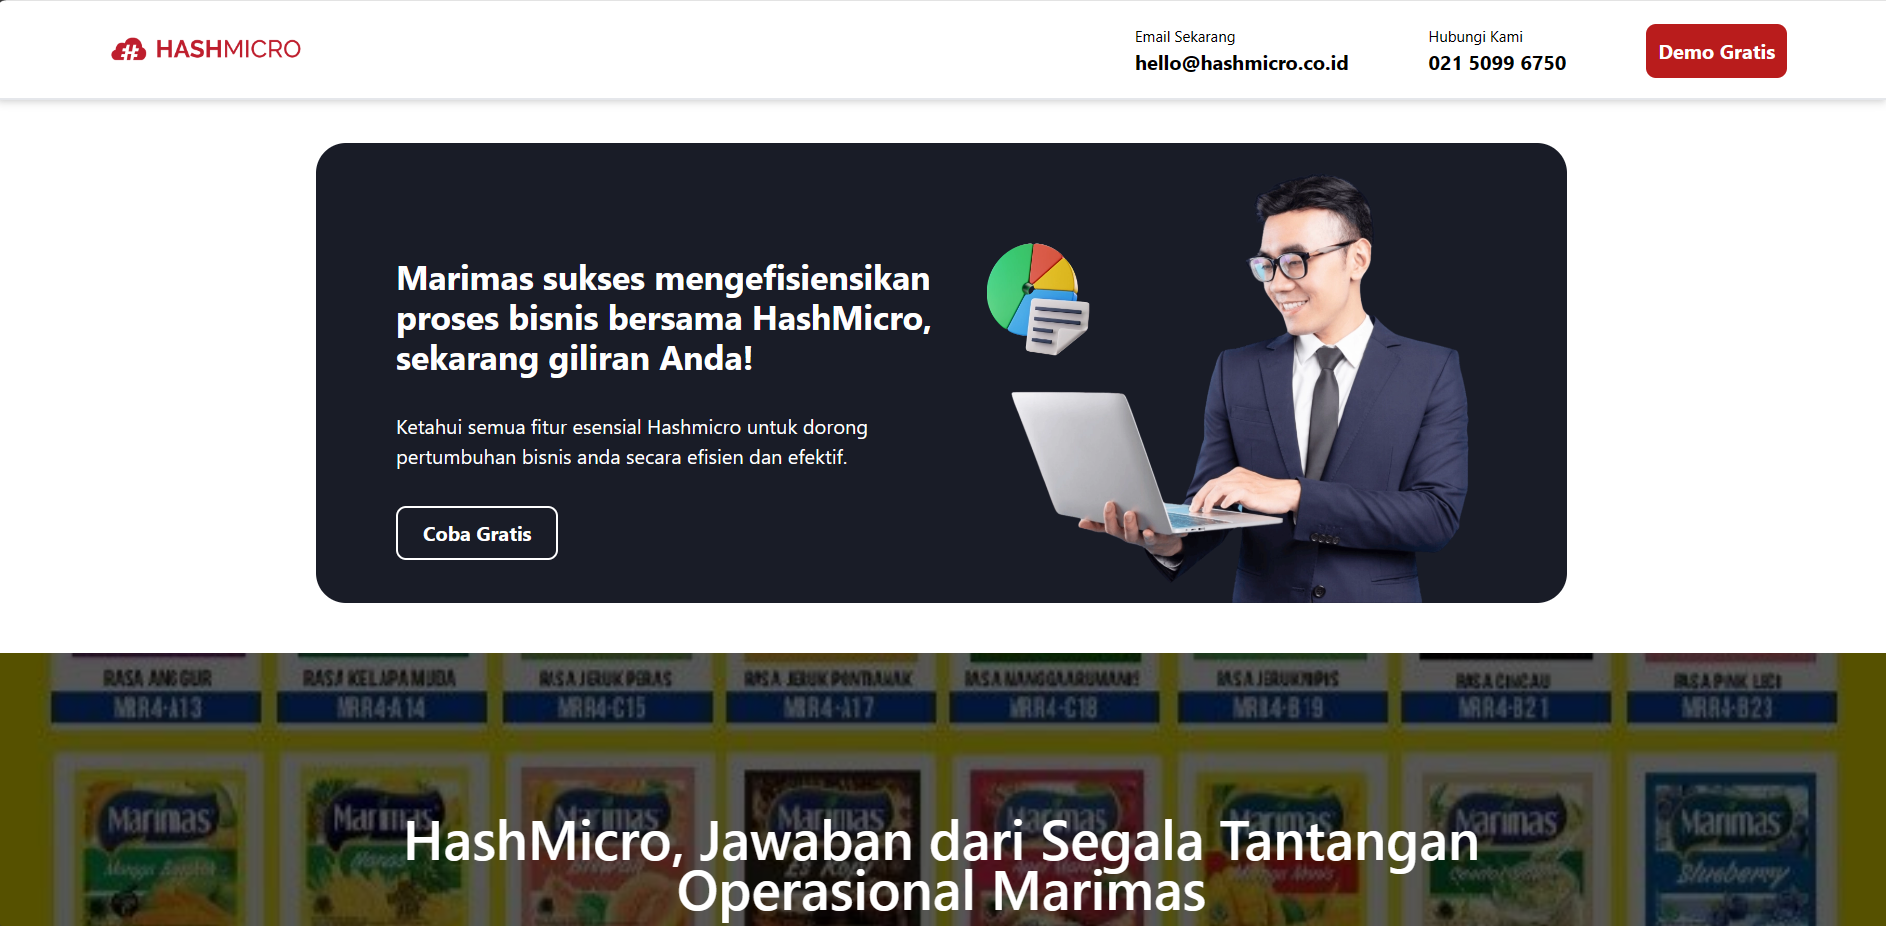 HASHMICRO
Email Sekarang
hello@hashmicro.co.id
Hubungi Kami
021 5099 6750
Demo Gratis
Marimas sukses mengefisiensikan
proses bisnis bersama HashMicro,
sekarang giliran Anda!
Ketahui semua fitur esensial Hashmicro untuk dorong
pertumbuhan bisnis anda secara efisien dan efektif.
Coba Gratis
RASA ANGGUR RASA KELAPA MUDA RASA JERUK PERAS RASA JERUK PONTIANAK RASA MANGGA ARUMANIS RASA JERUK NIPIS RASA CINCAU RASA PINK LECI
MRR4-A13 MRR4-A14 MRR4-C15 MRR4-A17 MRR4-C18 MRR4-B19 MRR4-B21 MRR4-B23
Marimas Marimas Marimas Marimas Marimas Marimas Marimas Marimas
HashMicro, Jawaban dari Segala Tantangan
Operasional Marimas
Blueberry